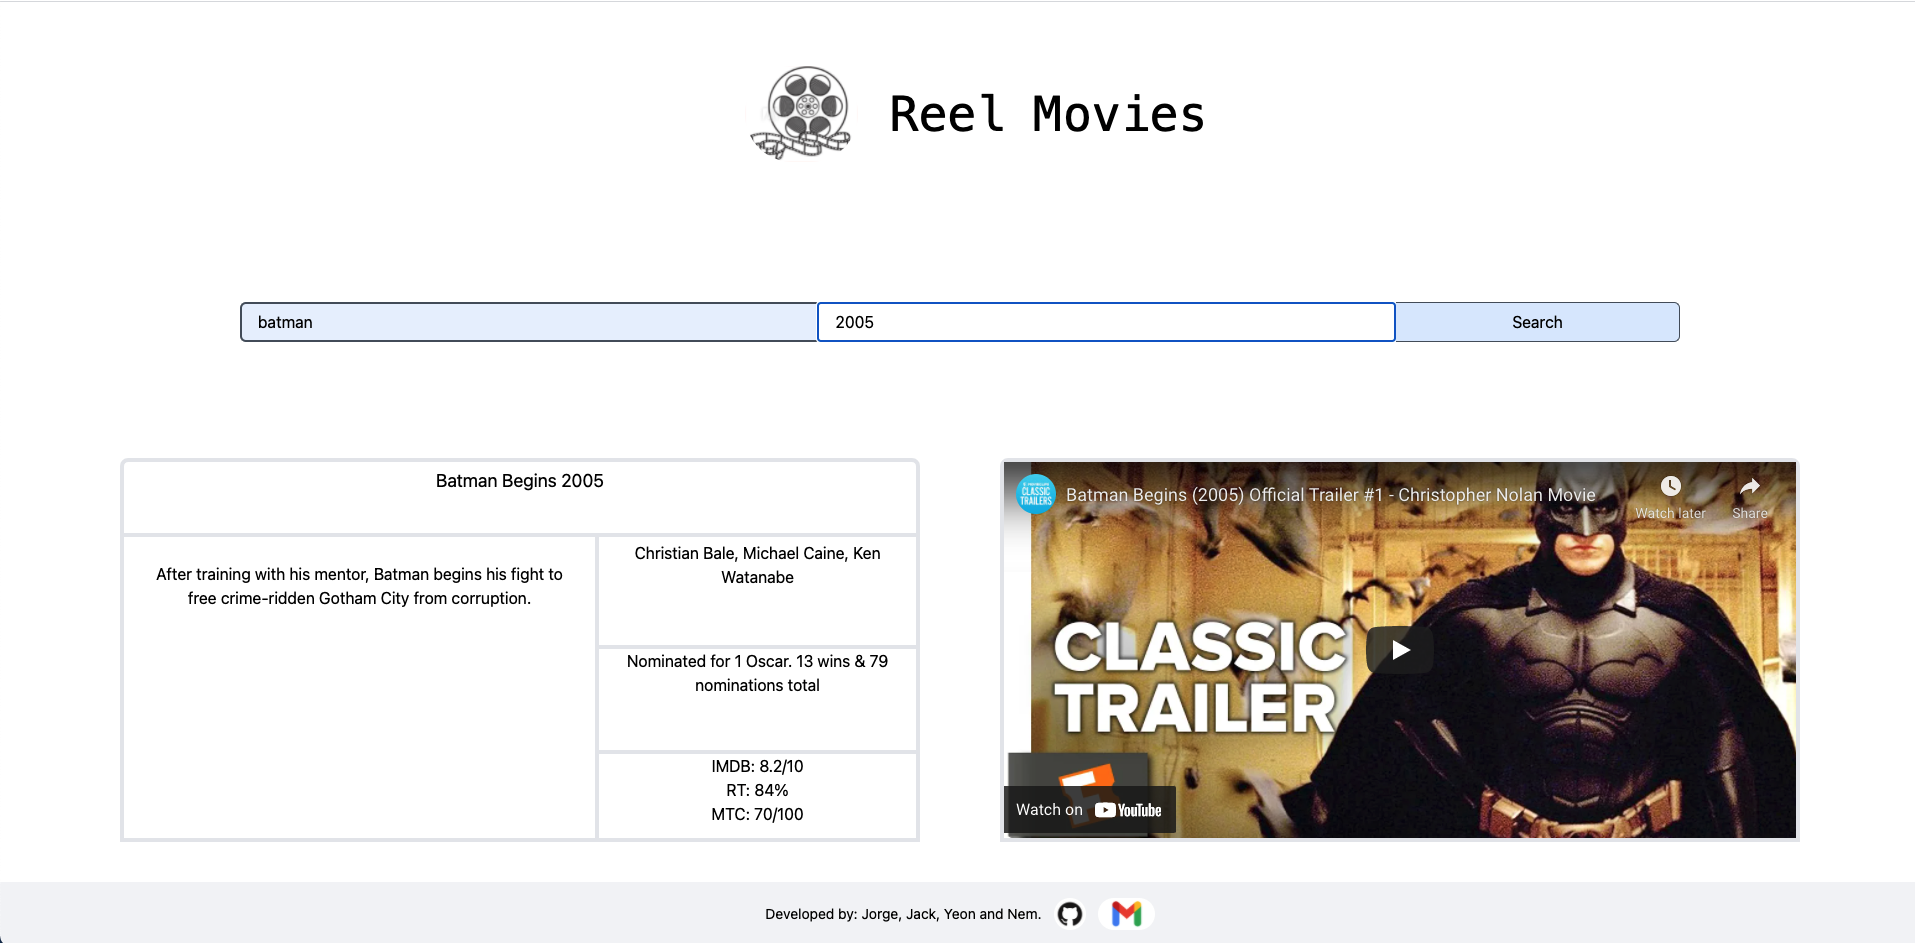 Reel Movies
batman
2005
Search
Batman Begins 2005
After training with his mentor, Batman begins his fight to
free crime-ridden Gotham City from corruption.
Christian Bale, Michael Caine, Ken
Watanabe
Nominated for 1 Oscar. 13 wins & 79
nominations total
IMDB: 8.2/10
RT: 84%
MTC: 70/100
CLASSIC
TRAILERS
Batman Begins (2005) Official Trailer #1 - Christopher Nolan Movie
Watch later
Share
CLASSIC
TRAILER
Watch on YouTube
Developed by: Jorge, Jack, Yeon and Nem.